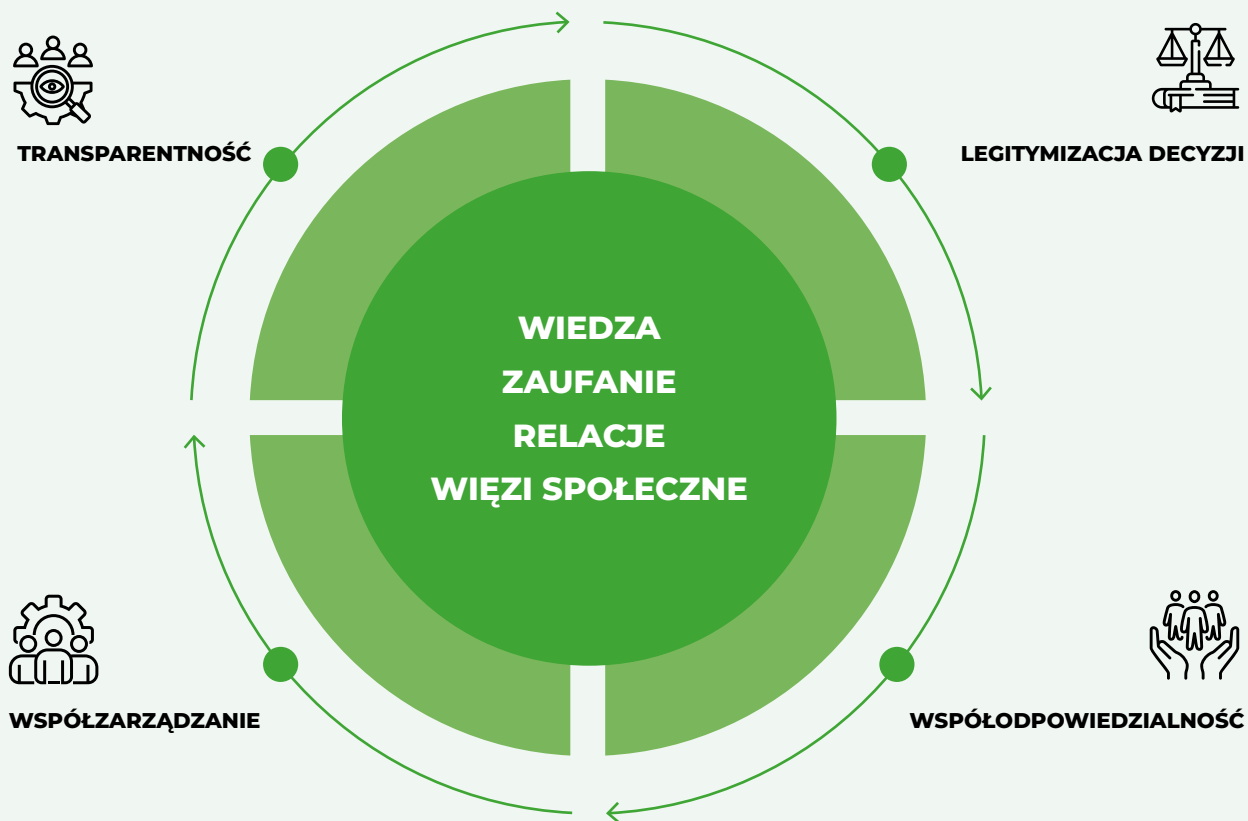 TRANSPARENTNOŚĆ
LEGITYMIZACJA DECYZJI
WIEDZA
ZAUFANIE
RELACJE
WIĘZI SPOŁECZNE
WSPÓŁZARZĄDZANIE
WSPÓŁODPOWIEDZIALNOŚĆ